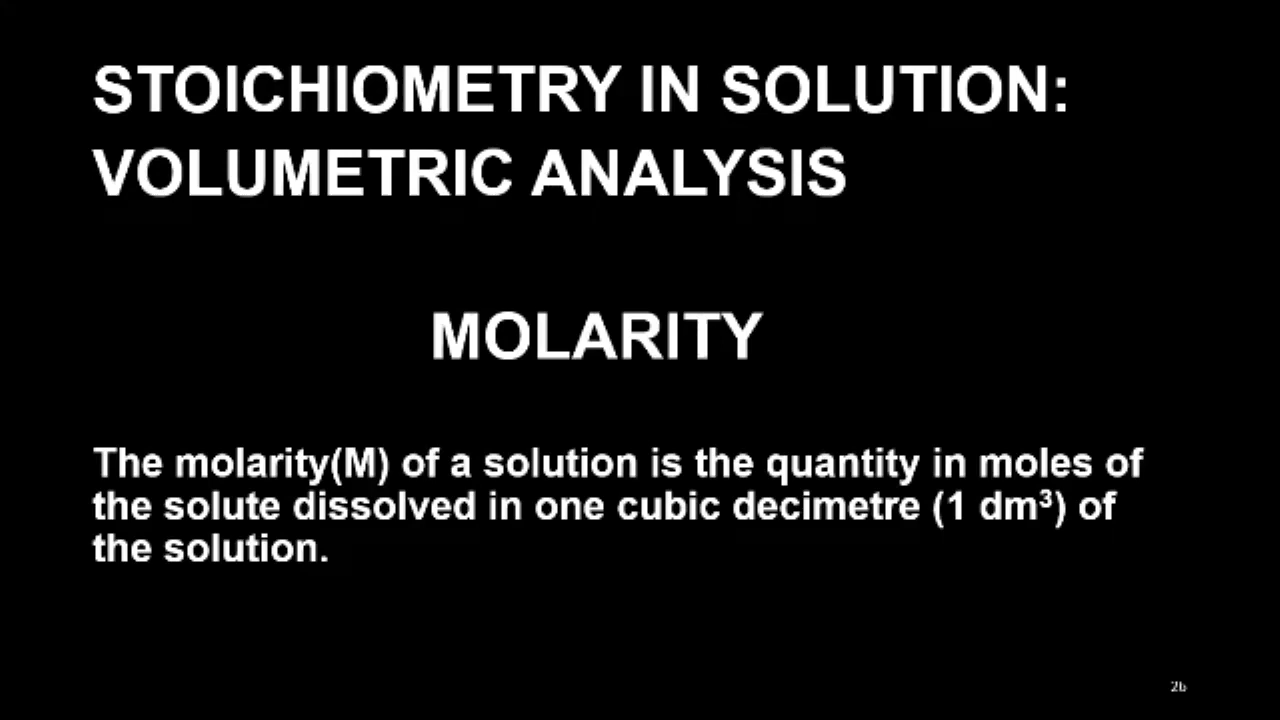 STOICHIOMETRY IN SOLUTION:
VOLUMETRIC ANALYSIS
MOLARITY
The molarity(M) of a solution is the quantity in moles of
the solute dissolved in one cubic decimetre (1 dm³) of
the solution.
26